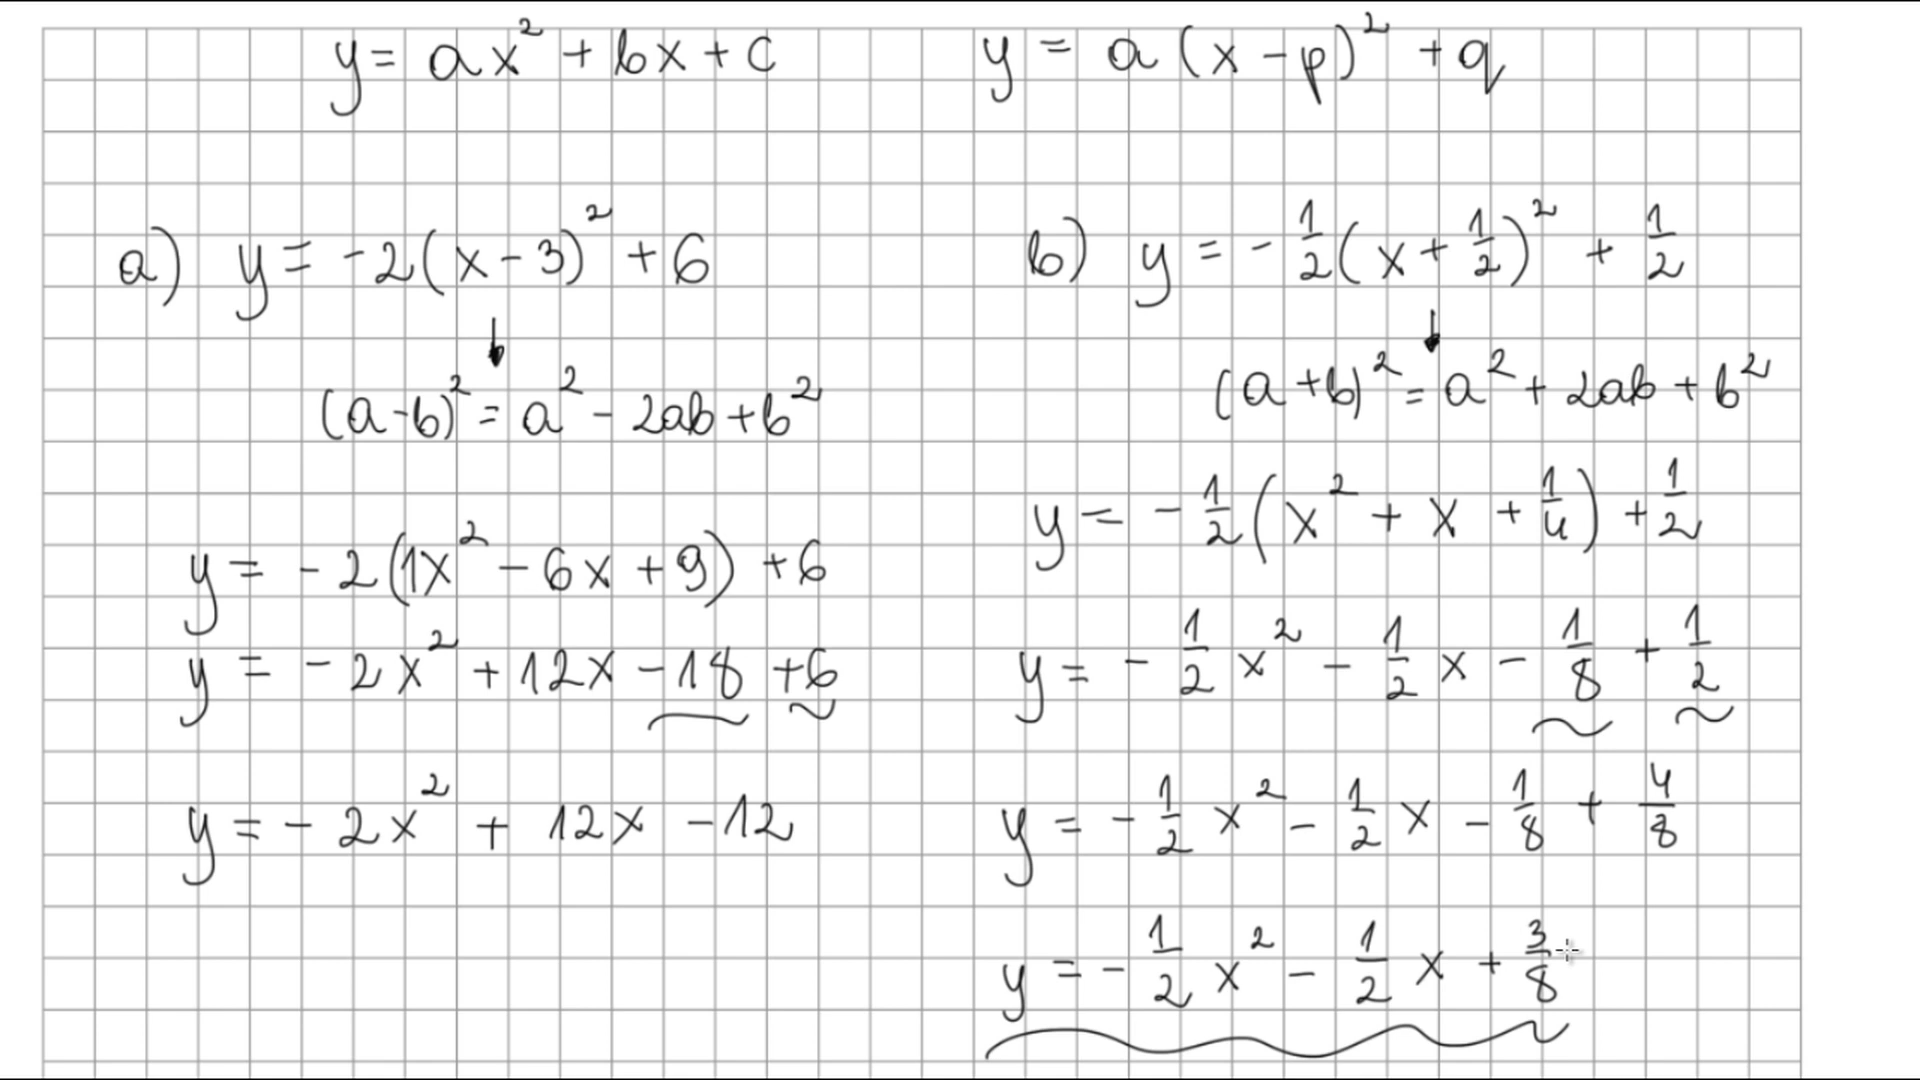 y = ax² + bx + c
y = a(x - p)² + q
a) y = -2(x - 3)² + 6
(a-b)² = a² - 2ab + b²
y = -2(1x² - 6x + 9) + 6
y = -2x² + 12x - 18 + 6
y = -2x² + 12x - 12
b) y = -1/2(x + 1/2)² + 1/2
(a+b)² = a² + 2ab + b²
y = -1/2(x² + x + 1/4) + 1/2
y = -1/2x² - 1/2x - 1/8 + 1/2
y = -1/2x² - 1/2x - 1/8 + 4/8
y = -1/2x² - 1/2x + 3/8